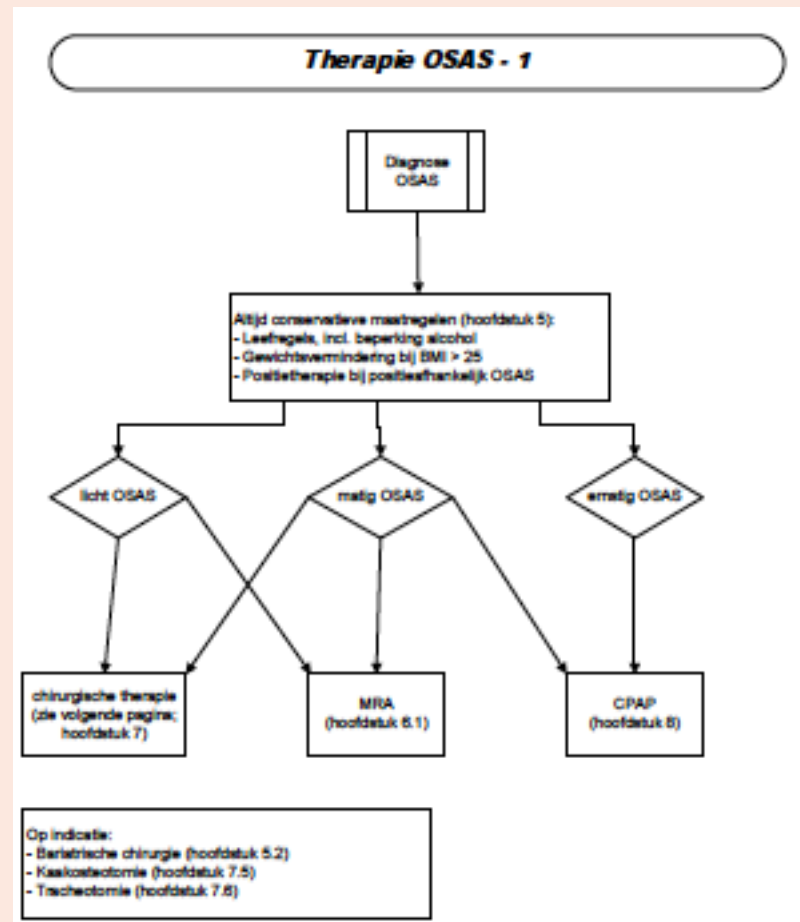 Therapie OSAS - 1
Diagnose
OSAS
Altijd conservatieve maatregelen (hoofdstuk 5):
- Leefregels, incl. beperking alcohol
- Gewichtsvermindering bij BMI > 25
- Positietherapie bij positieafhankelijk OSAS
licht OSAS
matig OSAS
ernstig OSAS
chirurgische therapie
(zie volgende pagina;
hoofdstuk 7)
MRA
(hoofdstuk 6.1)
CPAP
(hoofdstuk 8)
Op indicatie:
- Bariatrische chirurgie (hoofdstuk 5.2)
- Kaakosteotomie (hoofdstuk 7.5)
- Tracheotomie (hoofdstuk 7.6)